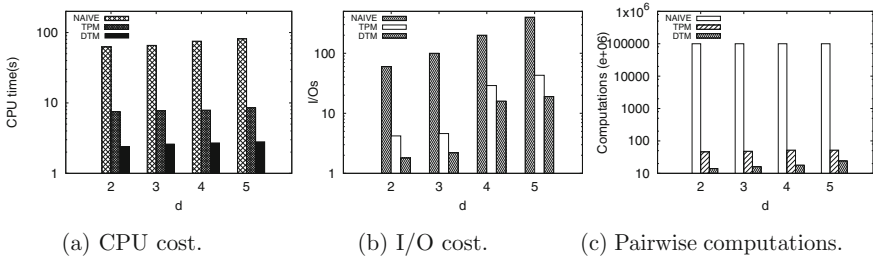 NAIVE
TPM
DTM
100
10
1
CPU time(s)
2 3 4 5
d
(a) CPU cost.
NAIVE
TPM
DTM
100
10
1
I/Os
2 3 4 5
d
(b) I/O cost.
1x10⁶
100000
10000
1000
100
10
NAIVE
TPM
DTM
Computations (e+06)
2 3 4 5
d
(c) Pairwise computations.